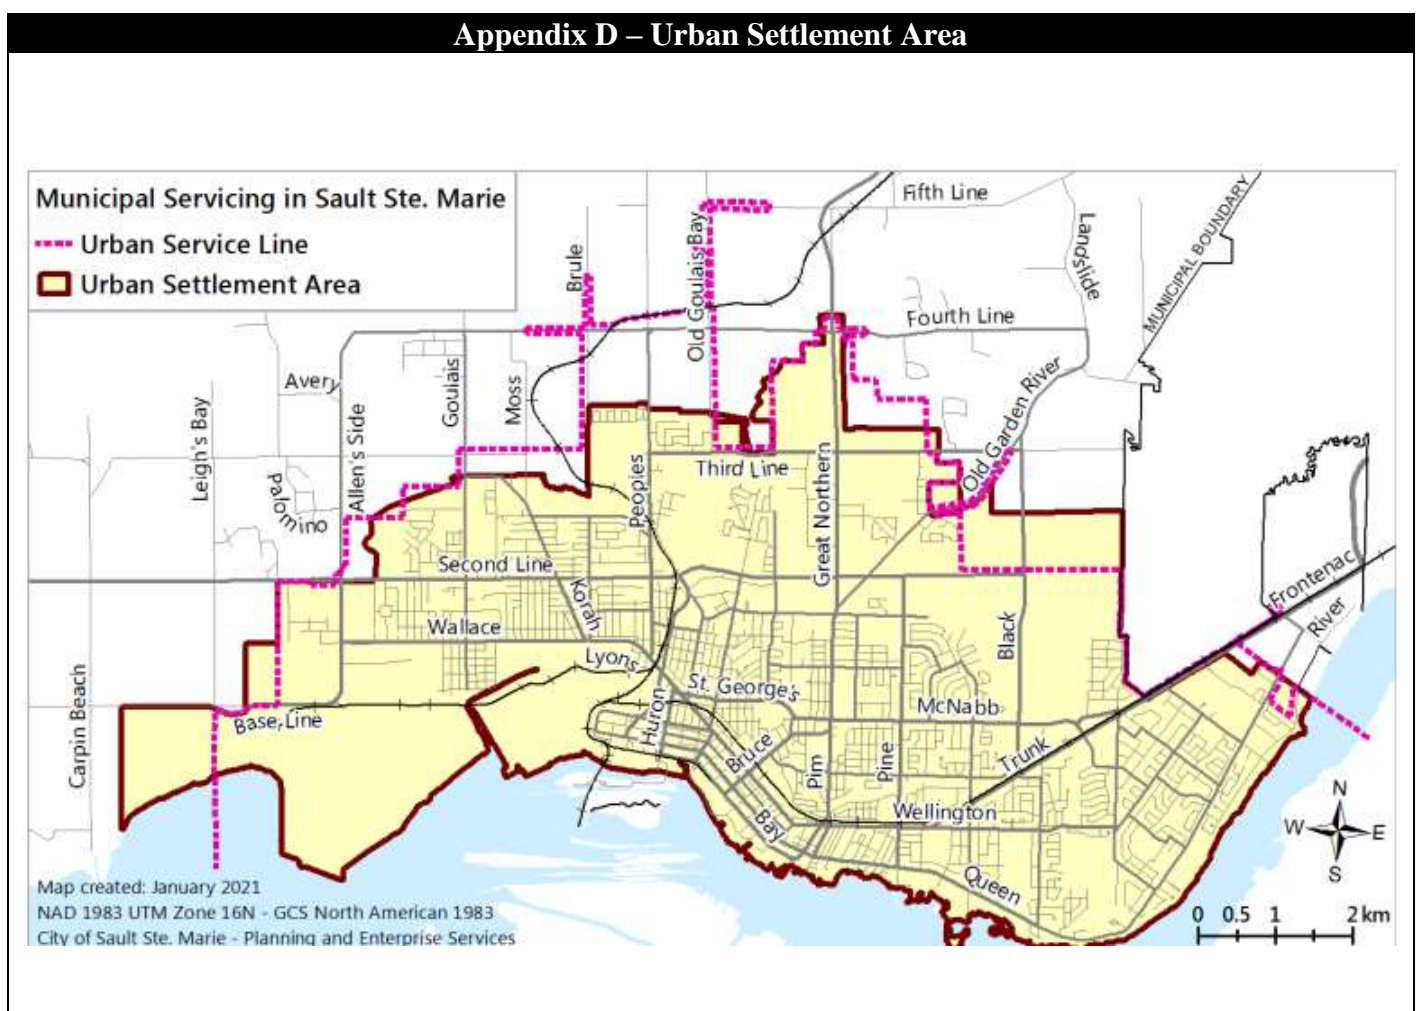 Appendix D – Urban Settlement Area
Municipal Servicing in Sault Ste. Marie
Urban Service Line
Urban Settlement Area
Fifth Line
Landslide
MUNICIPAL BOUNDARY
Brule
Old Goulais Bay
Fourth Line
Avery
Goulais
Moss
Leigh's Bay
Allen's Side
Palomino
Peoples
Third Line
Great Northern
Old Garden River
Second Line
Korah
Wallace
Lyons
Black
Frontenac
River
Carpin Beach
Base Line
Huron
St. George's
McNabb
Bruce
Pim
Pine
Trunk
Bay
Wellington
Queen
N
W
E
S
Map created: January 2021
NAD 1983 UTM Zone 16N - GCS North American 1983
City of Sault Ste. Marie - Planning and Enterprise Services
0 0.5 1 2 km